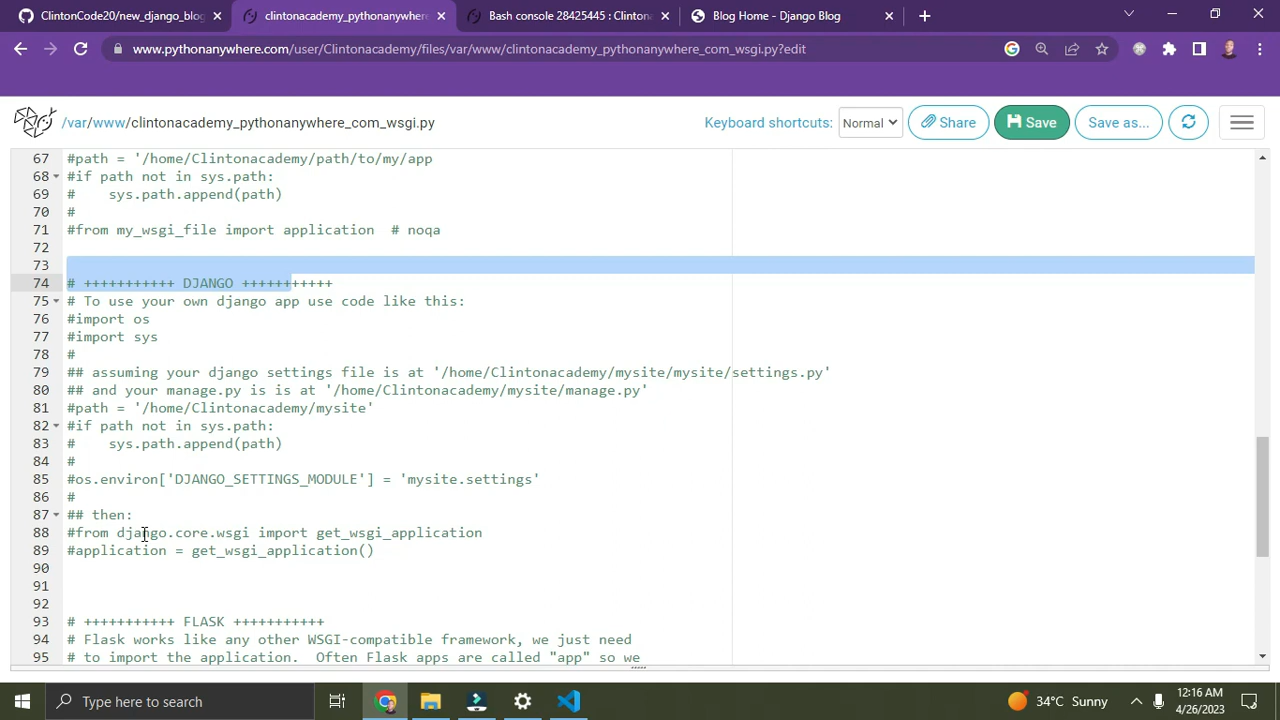 ClintonCode20/new_django_blog
clintonacademy_pythonanywhere
Bash console 28425445 : Clinton
Blog Home - Django Blog
www.pythonanywhere.com/user/Clintonacademy/files/var/www/clintonacademy_pythonanywhere_com_wsgi.py?edit
/var/www/clintonacademy_pythonanywhere_com_wsgi.py
Keyboard shortcuts:
Normal
Share
Save
Save as...
67 #path = '/home/Clintonacademy/path/to/my/app
68 #if path not in sys.path:
69 #    sys.path.append(path)
70 #
71 #from my_wsgi_file import application  # noqa
72
73
74 # +++++++++++ DJANGO +++++++++++
75 # To use your own django app use code like this:
76 #import os
77 #import sys
78 #
79 ## assuming your django settings file is at '/home/Clintonacademy/mysite/mysite/settings.py'
80 ## and your manage.py is is at '/home/Clintonacademy/mysite/manage.py'
81 #path = '/home/Clintonacademy/mysite'
82 #if path not in sys.path:
83 #    sys.path.append(path)
84 #
85 #os.environ['DJANGO_SETTINGS_MODULE'] = 'mysite.settings'
86 #
87 ## then:
88 #from django.core.wsgi import get_wsgi_application
89 #application = get_wsgi_application()
90
91
92
93 # +++++++++++ FLASK +++++++++++
94 # Flask works like any other WSGI-compatible framework, we just need
95 # to import the application.  Often Flask apps are called "app" so we
Type here to search
34°C Sunny
12:16 AM
4/26/2023